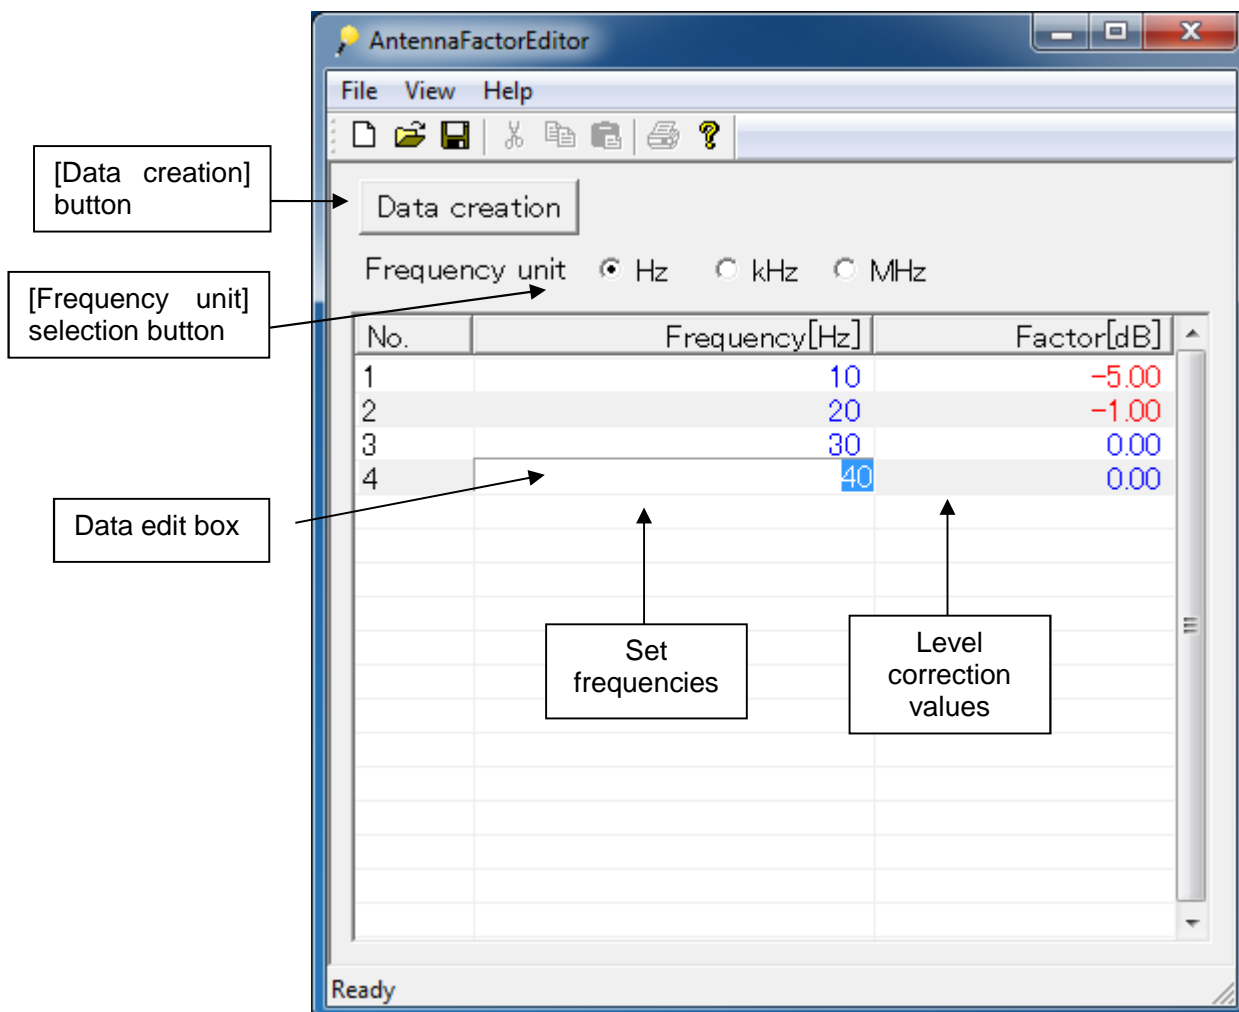 AntennaFactorEditor
File View Help
[Data creation]
button
Data creation
Frequency unit Hz kHz MHz
[Frequency unit]
selection button
No. Frequency[Hz] Factor[dB]
1 10 -5.00
2 20 -1.00
3 30 0.00
4 40 0.00
Data edit box
Set
frequencies
Level
correction
values
Ready